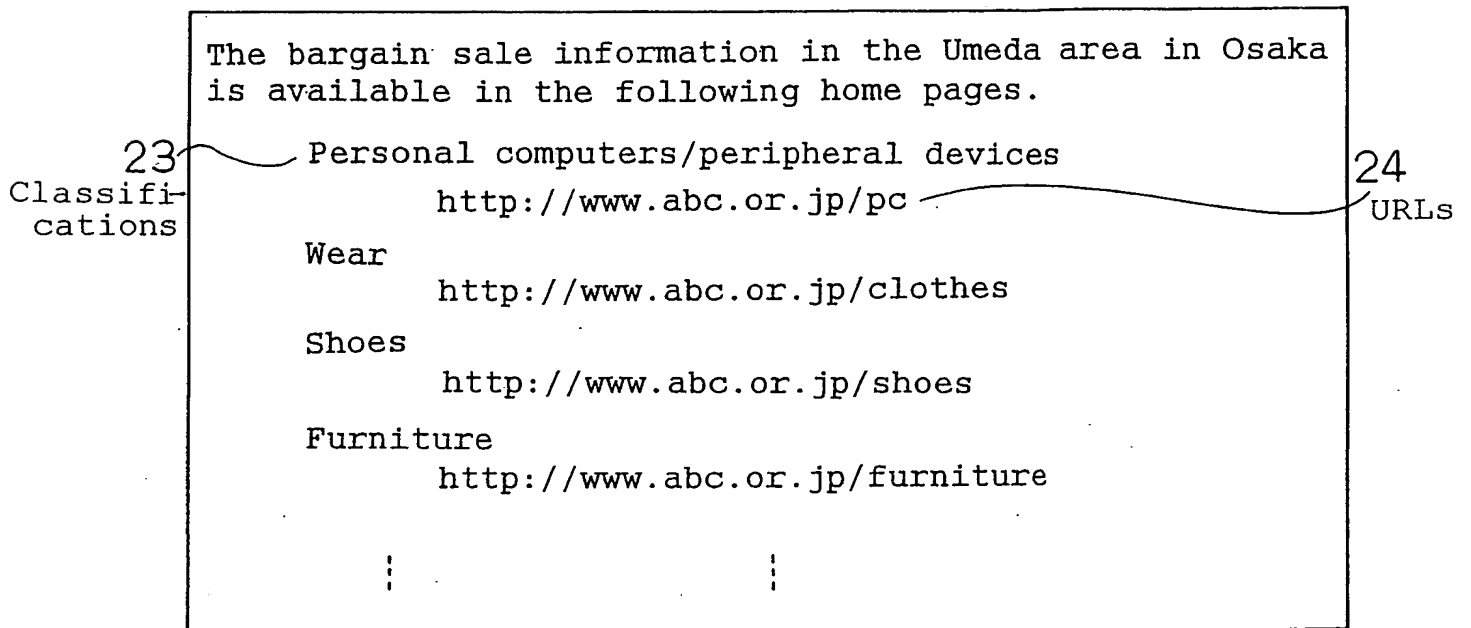 The bargain sale information in the Umeda area in Osaka
is available in the following home pages.
23
Classifi-
cations
Personal computers/peripheral devices
http://www.abc.or.jp/pc
24
URLs
Wear
http://www.abc.or.jp/clothes
Shoes
http://www.abc.or.jp/shoes
Furniture
http://www.abc.or.jp/furniture